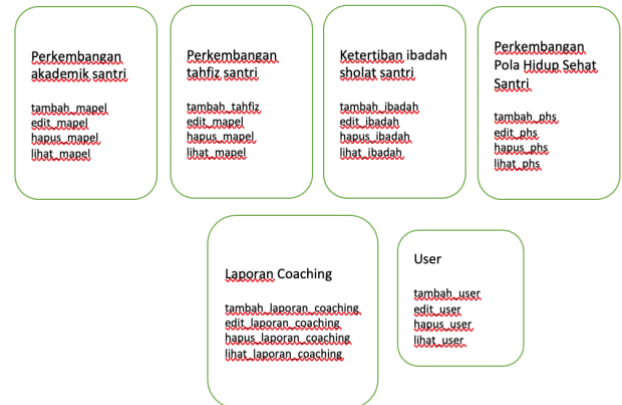 Perkembangan
akademik santri
tambah_mapel
edit_mapel
hapus_mapel
lihat_mapel
Perkembangan
tahfiz santri
tambah_tahfiz
edit_mapel
hapus_mapel
lihat_mapel
Ketertiban ibadah
sholat santri
tambah_ibadah
edit_ibadah
hapus_ibadah
lihat_ibadah
Perkembangan
Pola Hidup Sehat
Santri
tambah_phs
edit_phs
hapus_phs
lihat_phs
Laporan Coaching
tambah_laporan_coaching
edit_laporan_coaching
hapus_laporan_coaching
lihat_laporan_coaching
User
tambah_user
edit_user
hapus_user
lihat_user